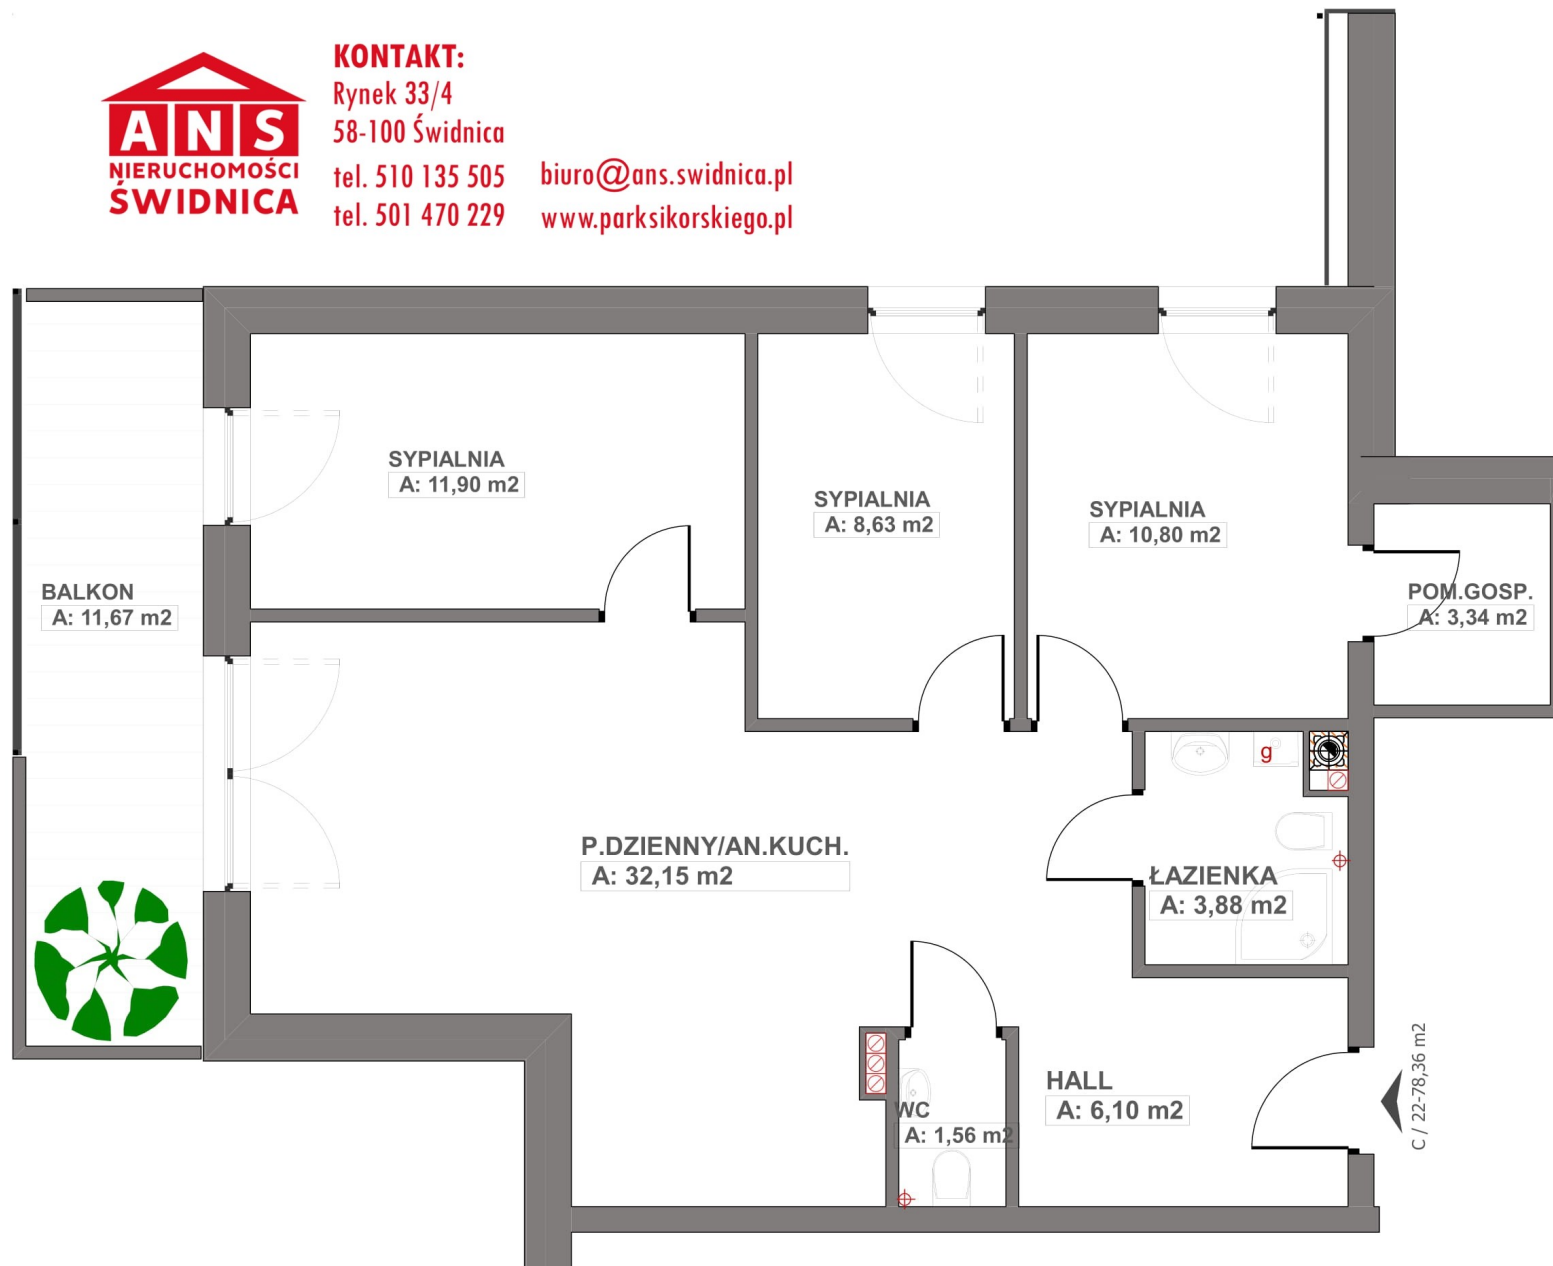 KONTAKT:
Rynek 33/4
58-100 Świdnica
tel. 510 135 505
tel. 501 470 229
biuro@ans.swidnica.pl
www.parksikorskiego.pl
ANS
NIERUCHOMOŚCI
ŚWIDNICA
SYPIALNIA
A: 11,90 m2
SYPIALNIA
A: 8,63 m2
SYPIALNIA
A: 10,80 m2
BALKON
A: 11,67 m2
POM.GOSP.
A: 3,34 m2
g
P.DZIENNY/AN.KUCH.
A: 32,15 m2
ŁAZIENKA
A: 3,88 m2
HALL
A: 6,10 m2
WC
A: 1,56 m2
C / 22-78,36 m2